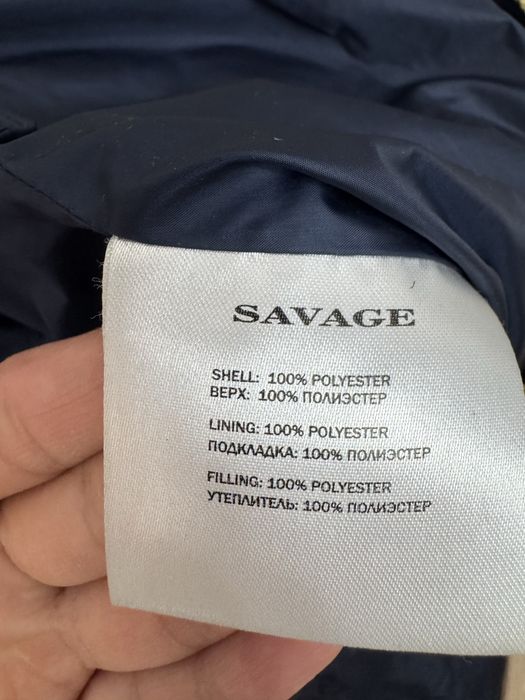 SAVAGE
SHELL: 100% POLYESTER
ВЕРХ: 100% ПОЛИЭСТЕР
LINING: 100% POLYESTER
ПОДКЛАДКА: 100% ПОЛИЭСТЕР
FILLING: 100% POLYESTER
УТЕПЛИТЕЛЬ: 100% ПОЛИЭСТЕР